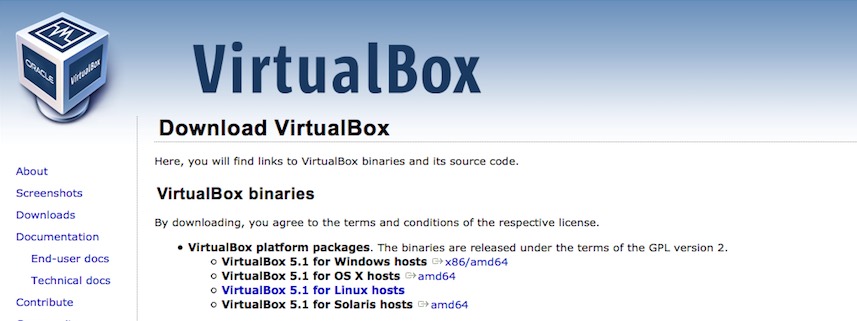 ORACLE
VirtualBox
VirtualBox
Download VirtualBox
Here, you will find links to VirtualBox binaries and its source code.
VirtualBox binaries
By downloading, you agree to the terms and conditions of the respective license.
• VirtualBox platform packages. The binaries are released under the terms of the GPL version 2.
○ VirtualBox 5.1 for Windows hosts x86/amd64
○ VirtualBox 5.1 for OS X hosts amd64
○ VirtualBox 5.1 for Linux hosts
○ VirtualBox 5.1 for Solaris hosts amd64
About
Screenshots
Downloads
Documentation
End-user docs
Technical docs
Contribute